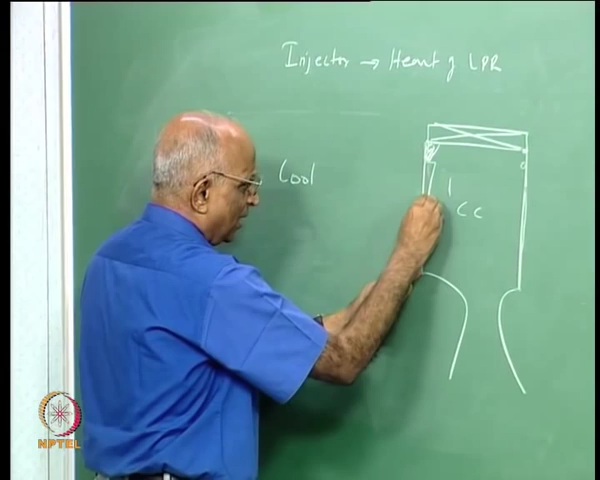 Injector → Heart of LPR
Cool
CC
NPTEL